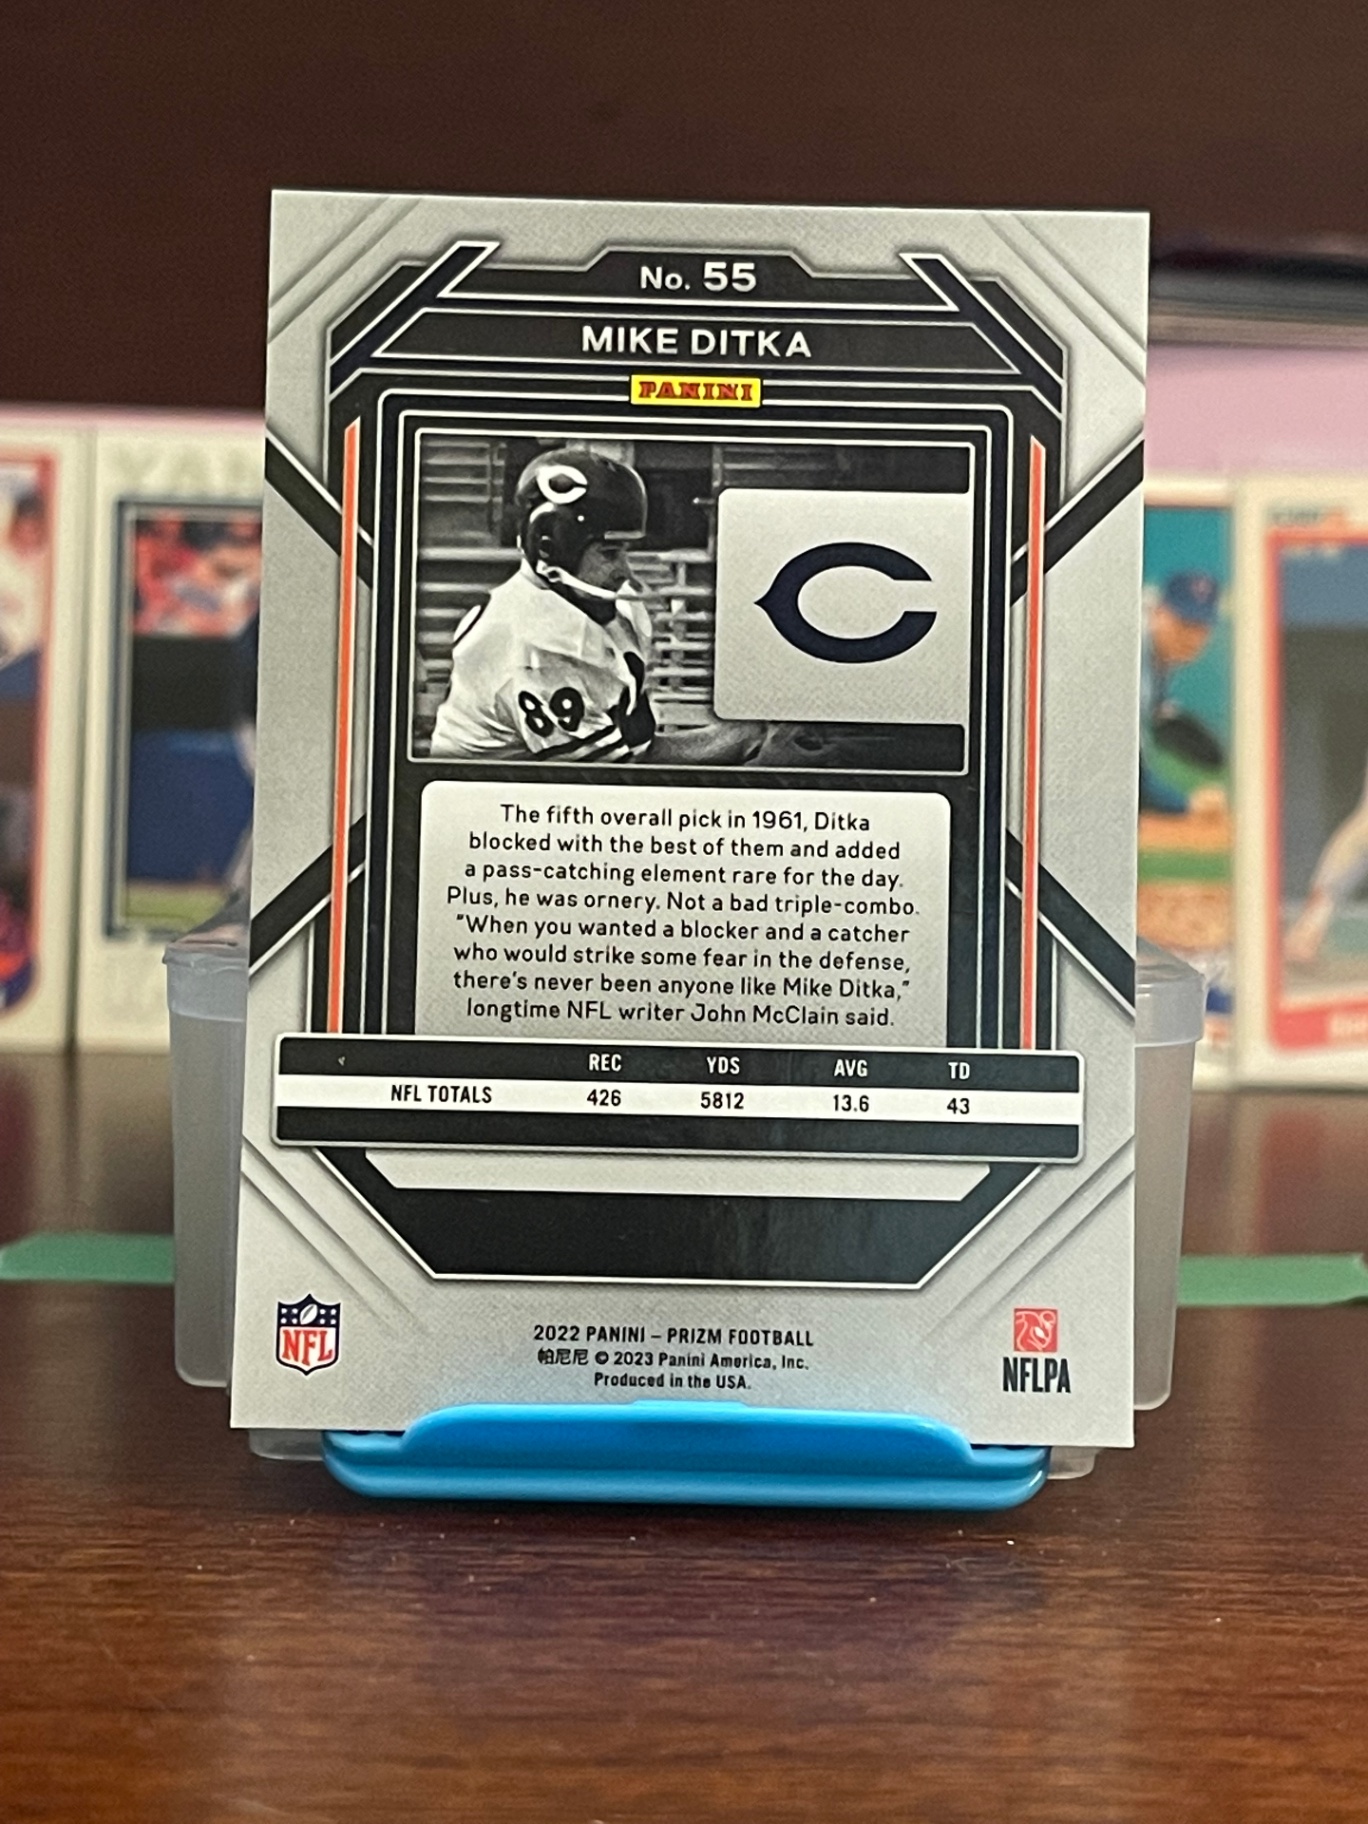 No. 55
MIKE DITKA
PANINI
C
C
89
The fifth overall pick in 1961, Ditka
blocked with the best of them and added
a pass-catching element rare for the day.
Plus, he was ornery. Not a bad triple-combo.
"When you wanted a blocker and a catcher
who would strike some fear in the defense,
there's never been anyone like Mike Ditka,"
longtime NFL writer John McClain said.
REC YDS AVG TD
NFL TOTALS 426 5812 13.6 43
2022 PANINI – PRIZM FOOTBALL
帕尼尼 © 2023 Panini America, Inc.
Produced in the USA.
NFL
NFLPA